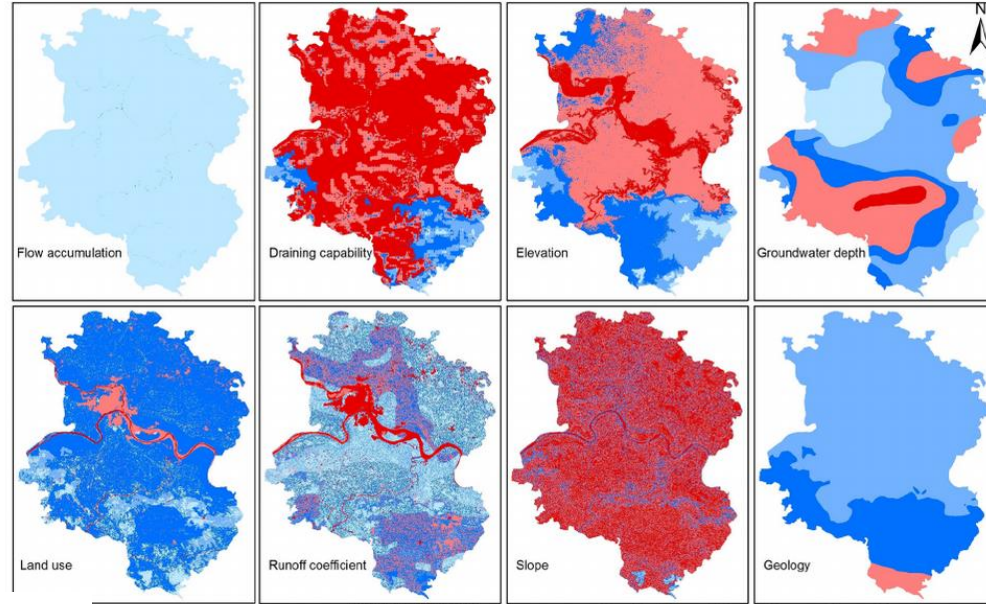 N
Flow accumulation
Draining capability
Elevation
Groundwater depth
Land use
Runoff coefficient
Slope
Geology